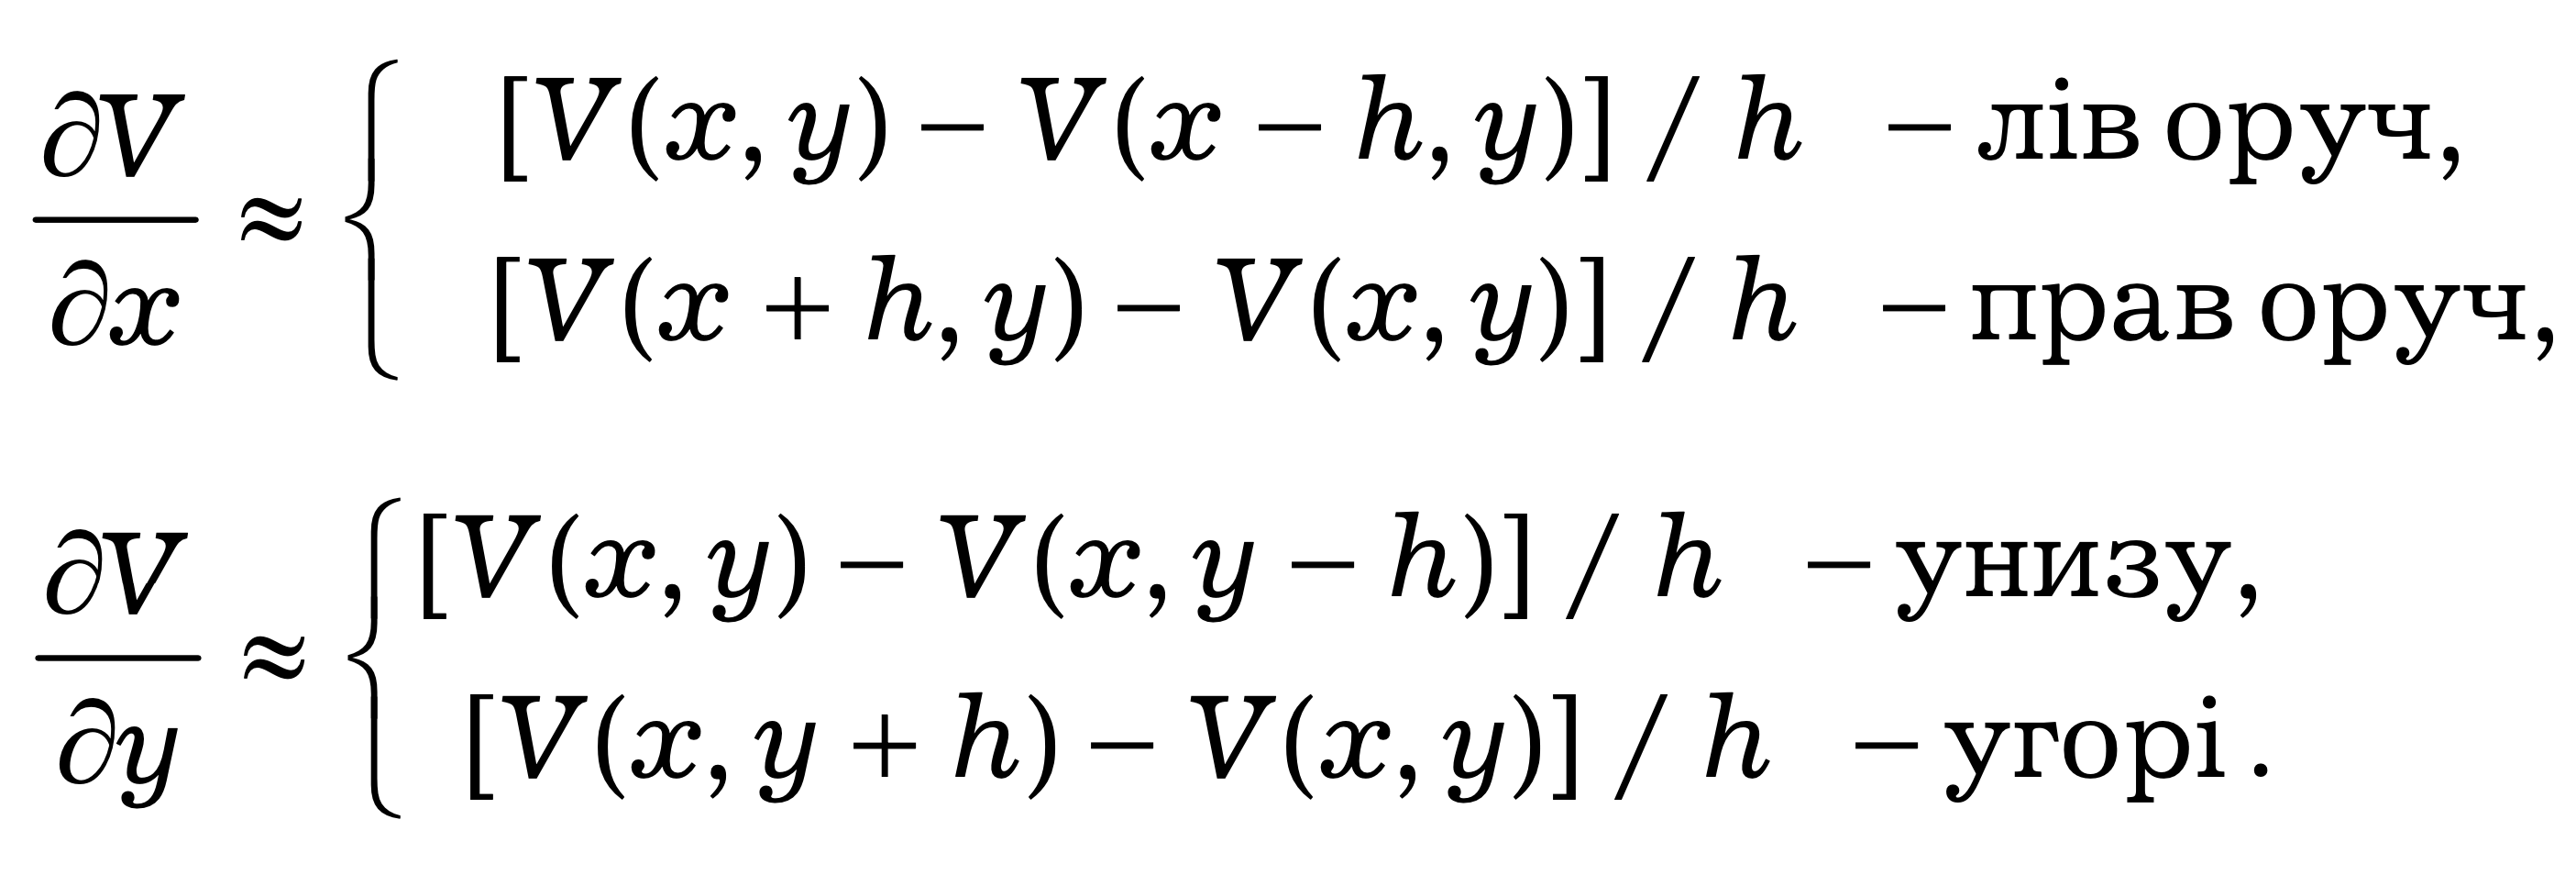 ∂V/∂x ≈ { [V(x, y) − V(x − h, y)] / h − лів оруч,
[V(x + h, y) − V(x, y)] / h − прав оруч,
∂V/∂y ≈ { [V(x, y) − V(x, y − h)] / h − унизу,
[V(x, y + h) − V(x, y)] / h − угорі .